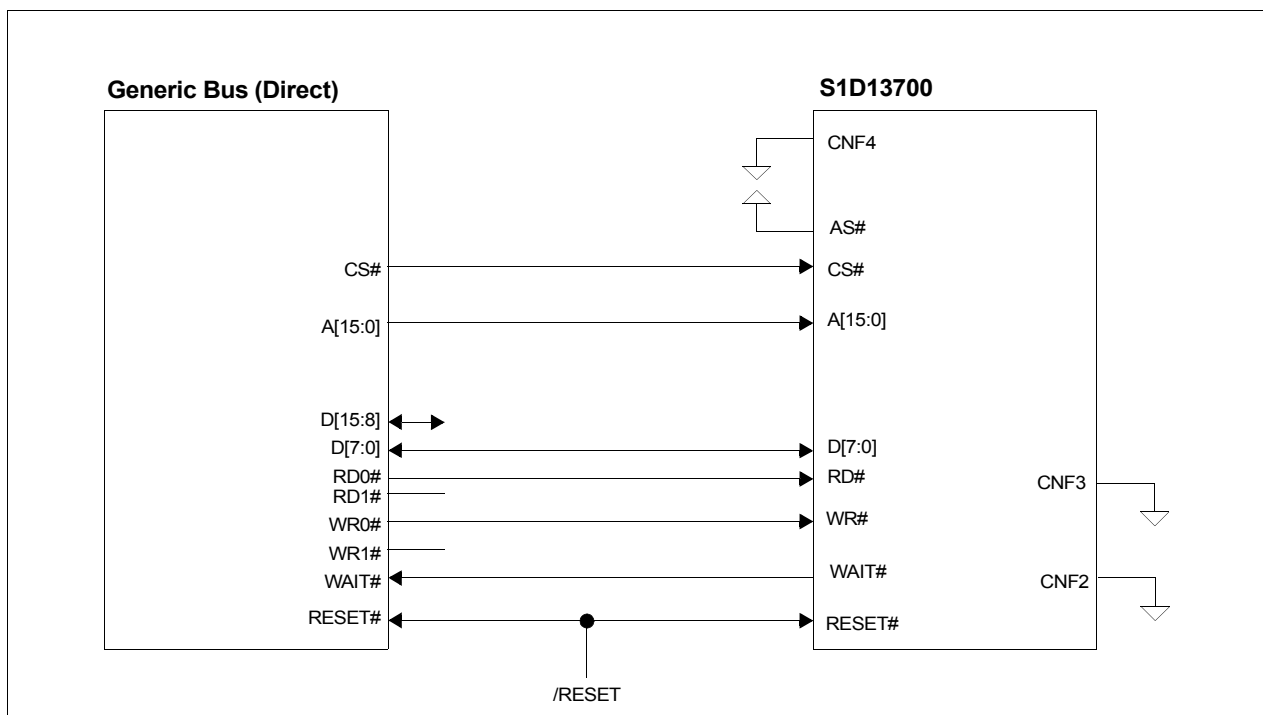 Generic Bus (Direct)
S1D13700
CNF4
AS#
CS#
CS#
A[15:0]
A[15:0]
D[15:8]
D[7:0]
D[7:0]
RD0#
RD#
RD1#
CNF3
WR0#
WR#
WR1#
WAIT#
WAIT#
CNF2
RESET#
RESET#
/RESET